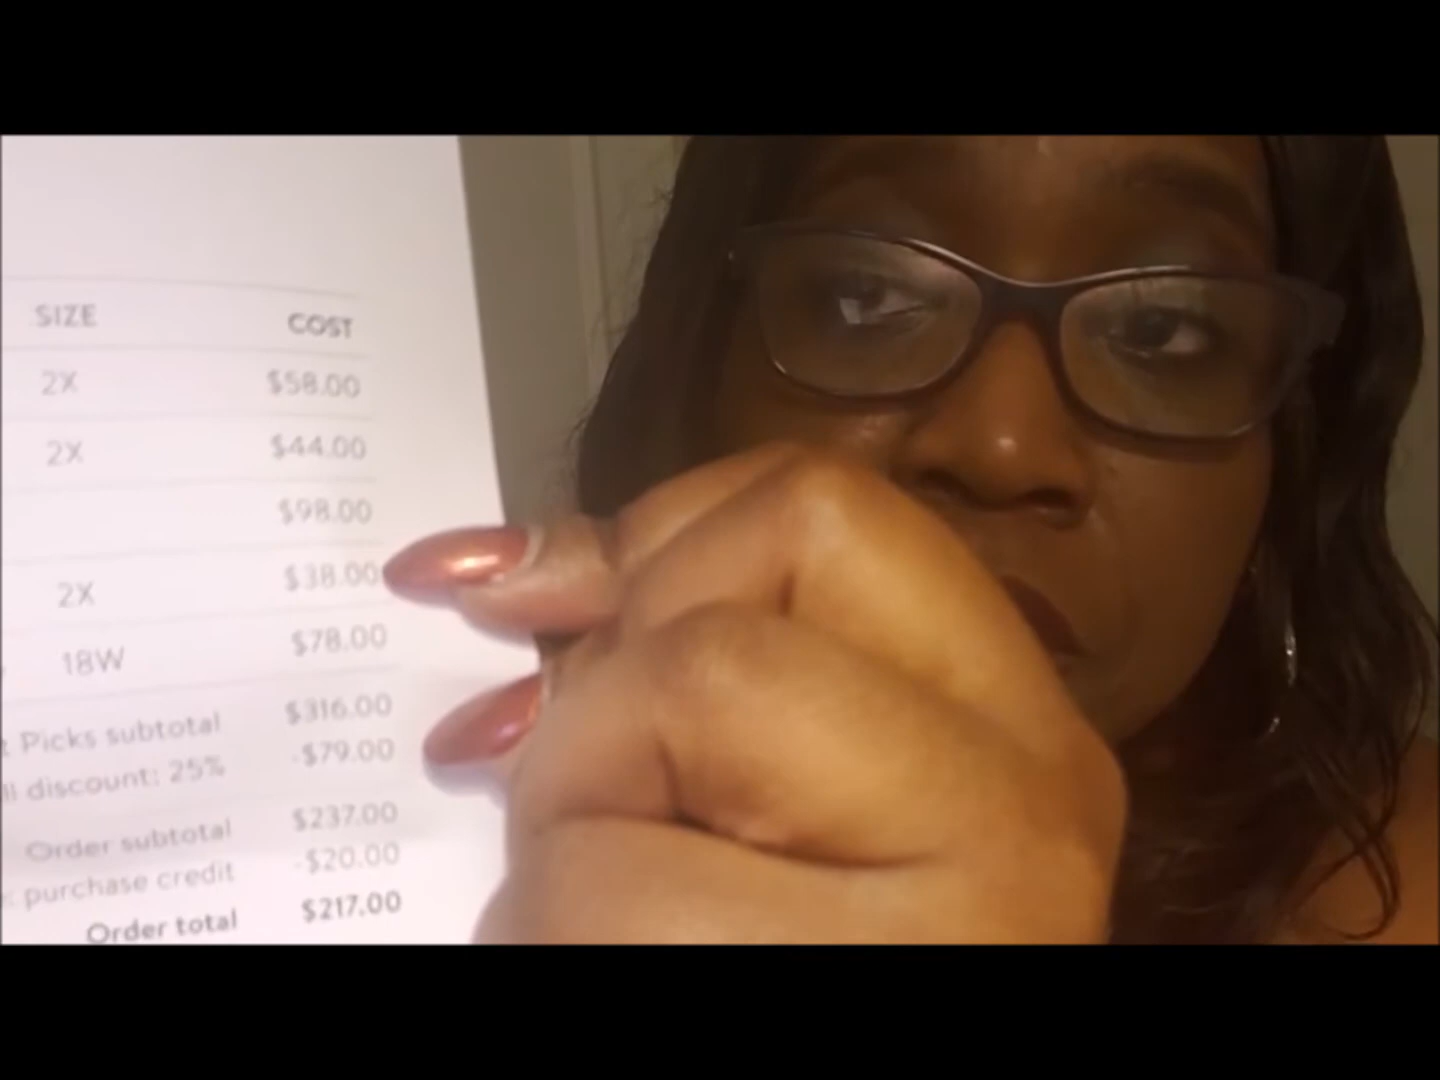 SIZE COST
2X $58.00
2X $44.00
$98.00
2X $38.00
18W $78.00
t Picks subtotal $316.00
ll discount: 25% -$79.00
Order subtotal $237.00
purchase credit -$20.00
Order total $217.00